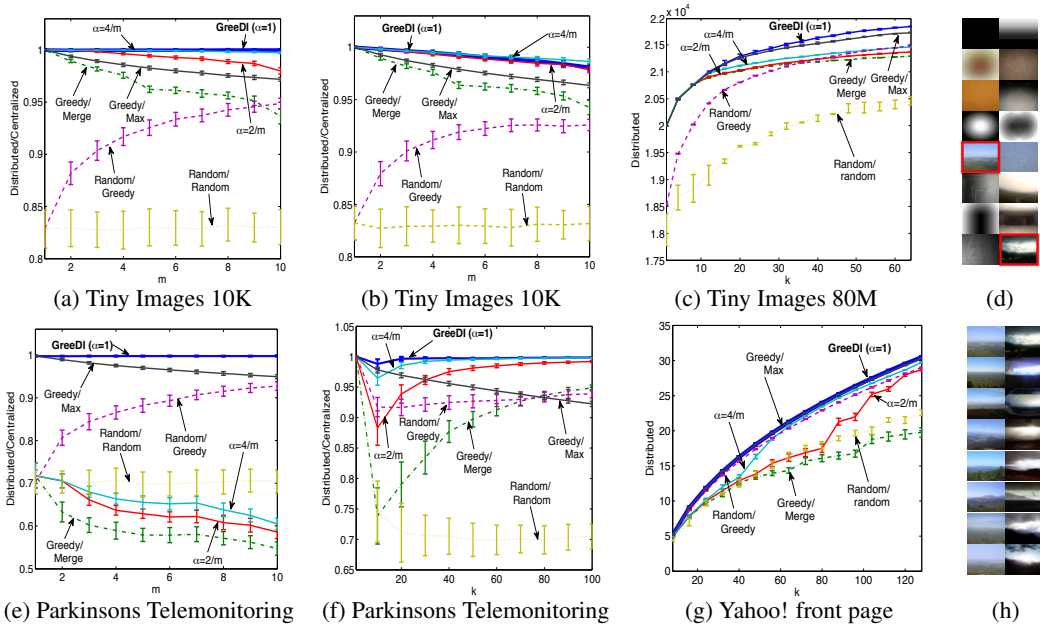 GreeDI (α=1)
α=4/m
Greedy/
Merge
Greedy/
Max
α=2/m
Random/
Greedy
Random/
Random
Distributed/Centralized
1
0.95
0.9
0.85
0.8
2 4 6 8 10
m
(a) Tiny Images 10K
GreeDI (α=1)
α=4/m
Greedy/
Merge
Greedy/
Max
α=2/m
Random/
Greedy
Random/
Random
Distributed/Centralized
1
0.95
0.9
0.85
0.8
2 4 6 8 10
m
(b) Tiny Images 10K
x 10⁴
GreeDI (α=1)
α=4/m
α=2/m
Greedy/
Merge
Greedy/
Max
Random/
Greedy
Random/
random
Distributed
2.2
2.15
2.1
2.05
2
1.95
1.9
1.85
1.8
1.75
10 20 30 40 50 60
k
(c) Tiny Images 80M
(d)
GreeDI (α=1)
Greedy/
Max
Random/
Random
Random/
Greedy
α=4/m
Greedy/
Merge
α=2/m
Distributed/Centralized
1
0.9
0.8
0.7
0.6
0.5
2 4 6 8 10
m
(e) Parkinsons Telemonitoring
GreeDI (α=1)
α=4/m
Random/
Greedy
α=2/m
Greedy/
Merge
Greedy/
Max
Random/
Random
Distributed/Centralized
1.05
1
0.95
0.9
0.85
0.8
0.75
0.7
0.65
20 40 60 80 100
k
(f) Parkinsons Telemonitoring
Greedy/
Max
GreeDI (α=1)
α=2/m
α=4/m
Random/
Greedy
Greedy/
Merge
Random/
random
Distributed
35
30
25
20
15
10
5
0
20 40 60 80 100 120
k
(g) Yahoo! front page
(h)